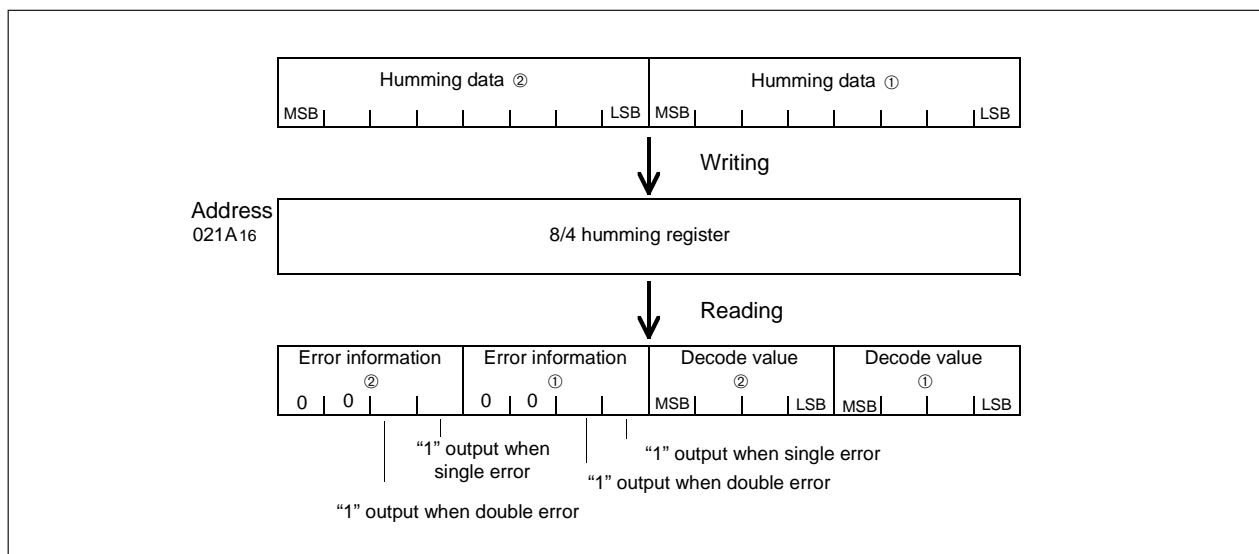 Humming data ② Humming data ①
MSB LSB MSB LSB
Writing
Address
021A16
8/4 humming register
Reading
Error information Error information Decode value Decode value
② ① ② ①
0 0 0 0 MSB LSB MSB LSB
“1” output when
single error
“1” output when single error
“1” output when double error
“1” output when double error